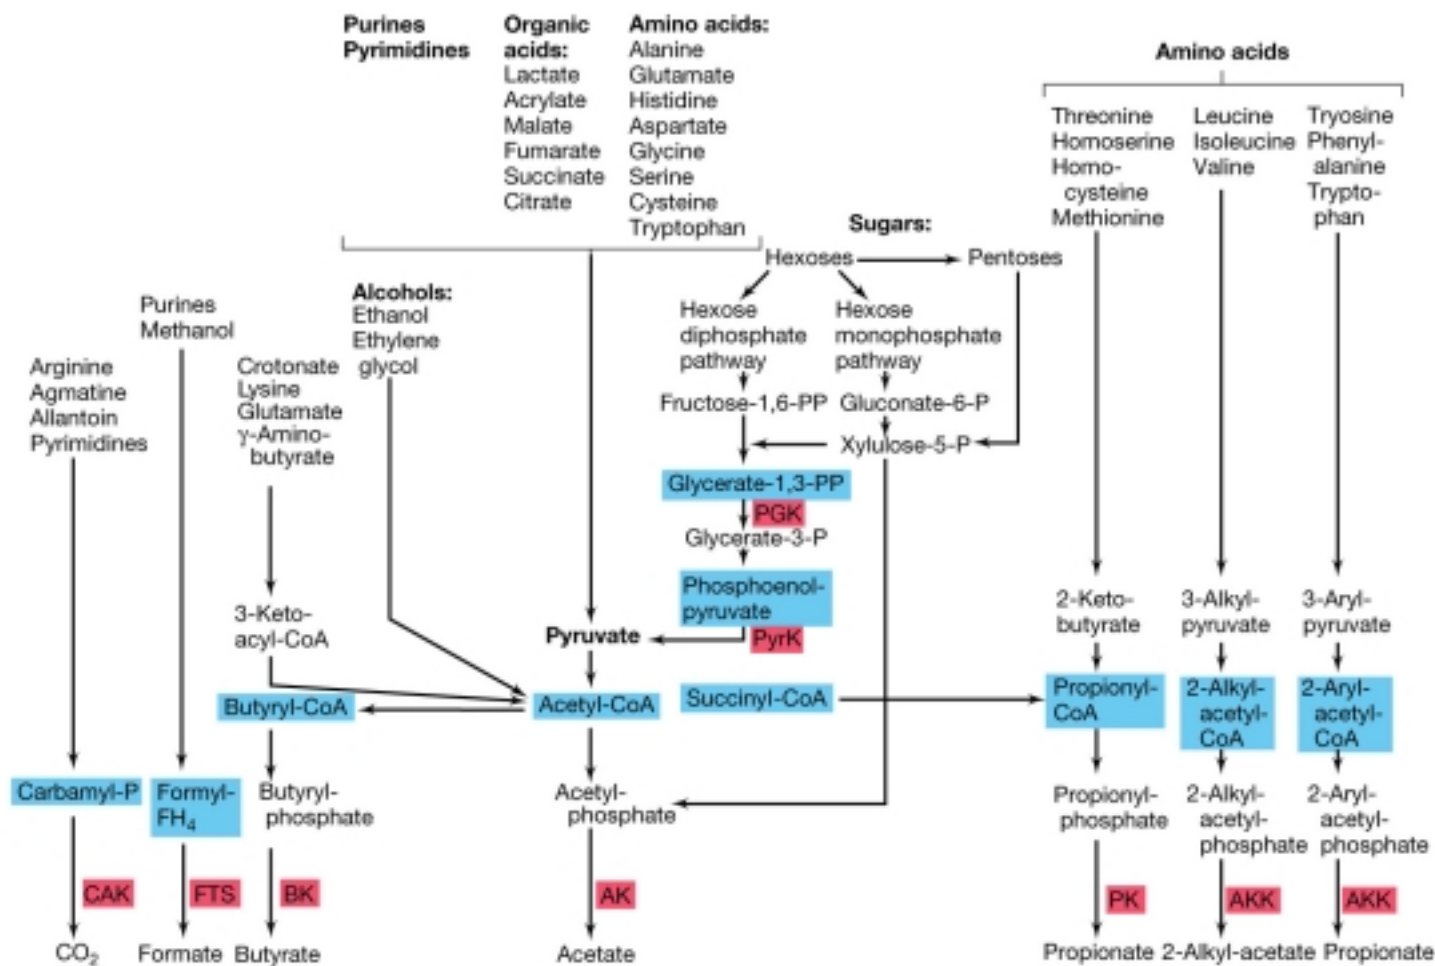 Purines
Pyrimidines
Organic
acids:
Lactate
Acrylate
Malate
Fumarate
Succinate
Citrate
Amino acids:
Alanine
Glutamate
Histidine
Aspartate
Glycine
Serine
Cysteine
Tryptophan
Amino acids
Threonine
Homoserine
Homo-
cysteine
Methionine
Leucine
Isoleucine
Valine
Tryosine
Phenyl-
alanine
Trypto-
phan
Sugars:
Hexoses
Pentoses
Hexose
diphosphate
pathway
Hexose
monophosphate
pathway
Fructose-1,6-PP
Gluconate-6-P
Xylulose-5-P
Glycerate-1,3-PP
PGK
Glycerate-3-P
Phosphoenol-
pyruvate
PyrK
Alcohols:
Ethanol
Ethylene
glycol
Purines
Methanol
Arginine
Agmatine
Allantoin
Pyrimidines
Crotonate
Lysine
Glutamate
γ-Amino-
butyrate
3-Keto-
acyl-CoA
Pyruvate
2-Keto-
butyrate
3-Alkyl-
pyruvate
3-Aryl-
pyruvate
Butyryl-CoA
Acetyl-CoA
Succinyl-CoA
Propionyl-
CoA
2-Alkyl-
acetyl-
CoA
2-Aryl-
acetyl-
CoA
Carbamyl-P
Formyl-
FH4
Butyryl-
phosphate
Acetyl-
phosphate
Propionyl-
phosphate
2-Alkyl-
acetyl-
phosphate
2-Aryl-
acetyl-
phosphate
CAK
FTS
BK
AK
PK
AKK
AKK
CO2
Formate
Butyrate
Acetate
Propionate
2-Alkyl-acetate
Propionate